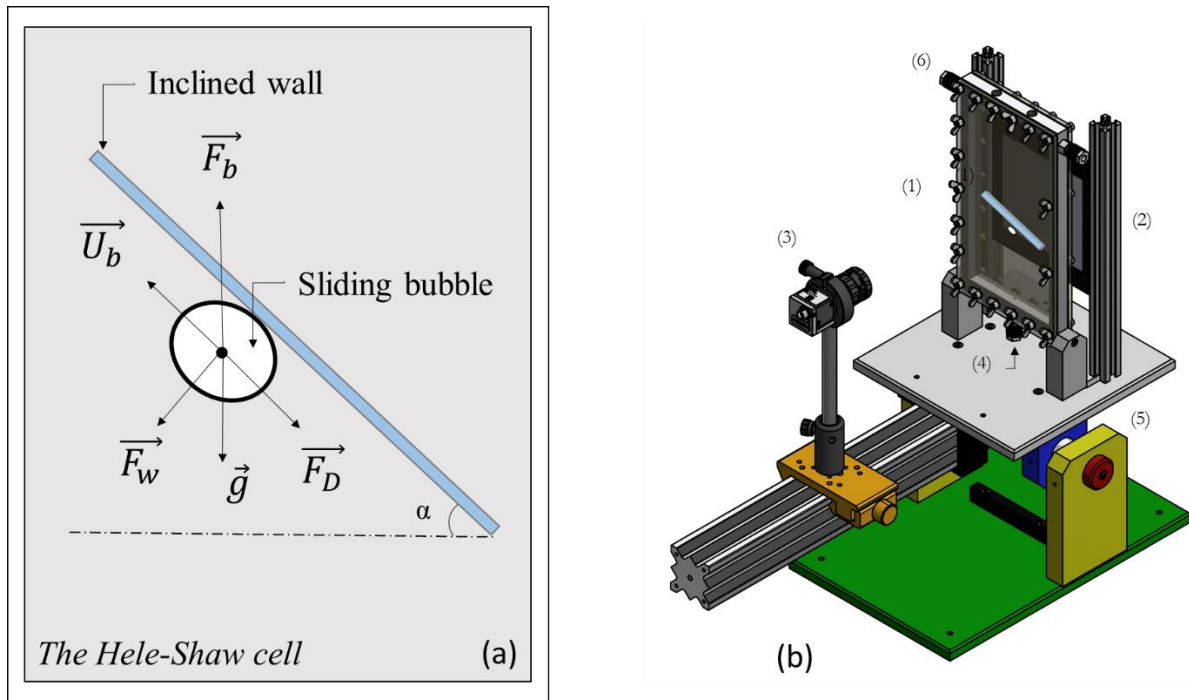 Inclined wall
F_b
U_b
Sliding bubble
F_w
g
F_D
α
The Hele-Shaw cell
(a)
(6)
(1)
(2)
(3)
(4)
(5)
(b)